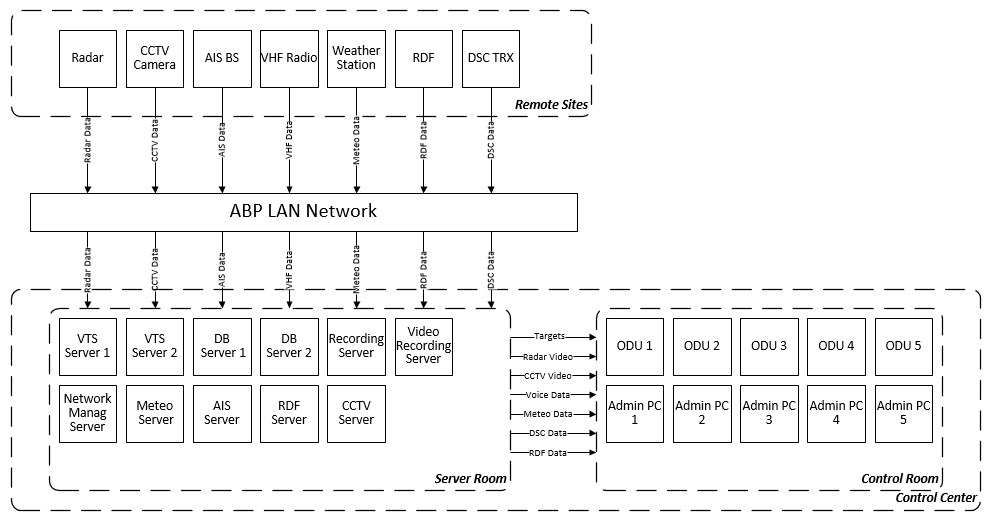 Radar
CCTV
Camera
AIS BS
VHF Radio
Weather
Station
RDF
DSC TRX
Remote Sites
Radar Data
CCTV Data
AIS Data
VHF Data
Meteo Data
RDF Data
DSC Data
ABP LAN Network
Radar Data
CCTV Data
AIS Data
VHF Data
Meteo Data
RDF Data
DSC Data
VTS
Server 1
VTS
Server 2
DB
Server 1
DB
Server 2
Recording
Server
Video
Recording
Server
Network
Manag
Server
Meteo
Server
AIS
Server
RDF
Server
CCTV
Server
Server Room
Targets
Radar Video
CCTV Video
Voice Data
Meteo Data
DSC Data
RDF Data
ODU 1
ODU 2
ODU 3
ODU 4
ODU 5
Admin PC
1
Admin PC
2
Admin PC
3
Admin PC
4
Admin PC
5
Control Room
Control Center